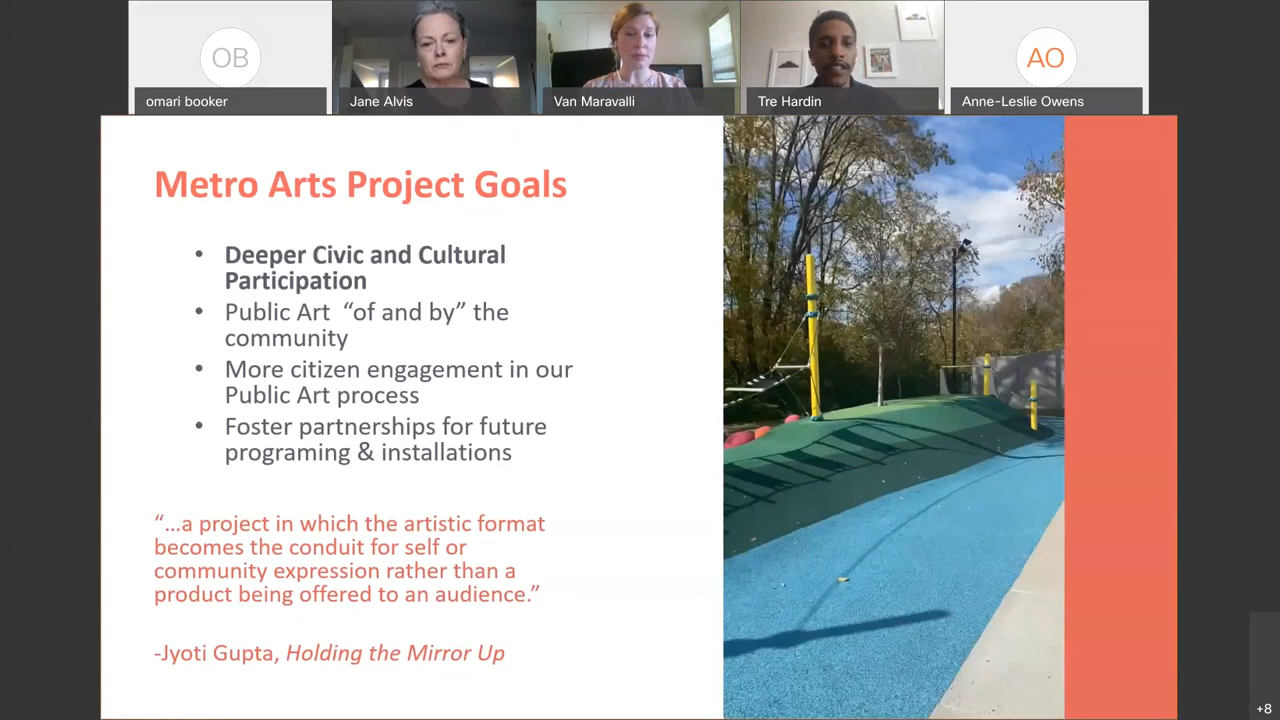 OB
AO
omari booker
Jane Alvis
Van Maravalli
Tre Hardin
Anne-Leslie Owens
Metro Arts Project Goals
• Deeper Civic and Cultural
Participation
• Public Art “of and by” the
community
• More citizen engagement in our
Public Art process
• Foster partnerships for future
programing & installations
“…a project in which the artistic format
becomes the conduit for self or
community expression rather than a
product being offered to an audience.”
-Jyoti Gupta, Holding the Mirror Up
+8